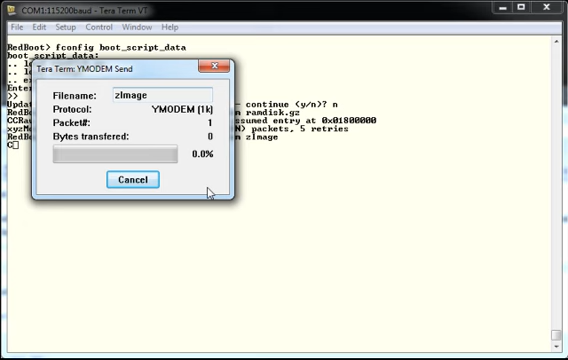 COM1:115200baud - Tera Term VT
File Edit Setup Control Window Help
RedBoot> fconfig boot_script_data
boot_script_data:
.. l
.. l
.. e
Enter
>>
Updat — continue (y/n)? n
RedBo m ramdisk.gz
CCRaw sumed entry at 0x01800000
xyzMo N) packets, 5 retries
RedBo m zImage
C
Tera Term: YMODEM Send
Filename: zImage
Protocol: YMODEM (1k)
Packet#: 1
Bytes transfered: 0
0.0%
Cancel